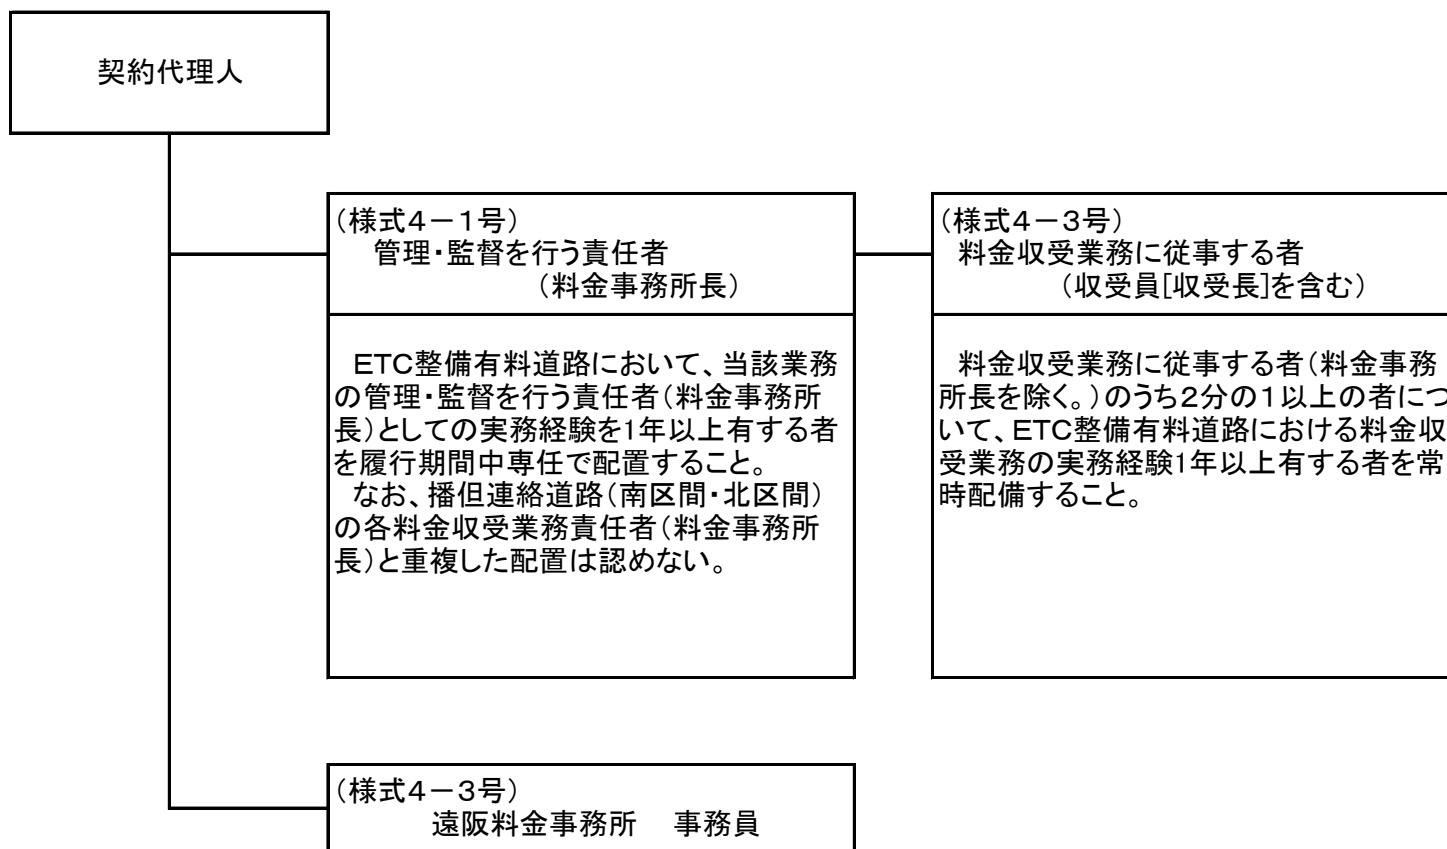 契約代理人
（様式４－１号）
管理・監督を行う責任者
（料金事務所長）
ＥＴＣ整備有料道路において、当該業務
の管理・監督を行う責任者（料金事務所
長）としての実務経験を1年以上有する者
を履行期間中専任で配置すること。
なお、播但連絡道路（南区間・北区間）
の各料金収受業務責任者（料金事務所
長）と重複した配置は認めない。
（様式４－３号）
料金収受業務に従事する者
（収受員[収受長]を含む）
料金収受業務に従事する者（料金事務
所長を除く。）のうち２分の１以上の者につ
いて、ＥＴＣ整備有料道路における料金収
受業務の実務経験1年以上有する者を常
時配備すること。
（様式４－３号）
遠阪料金事務所　事務員